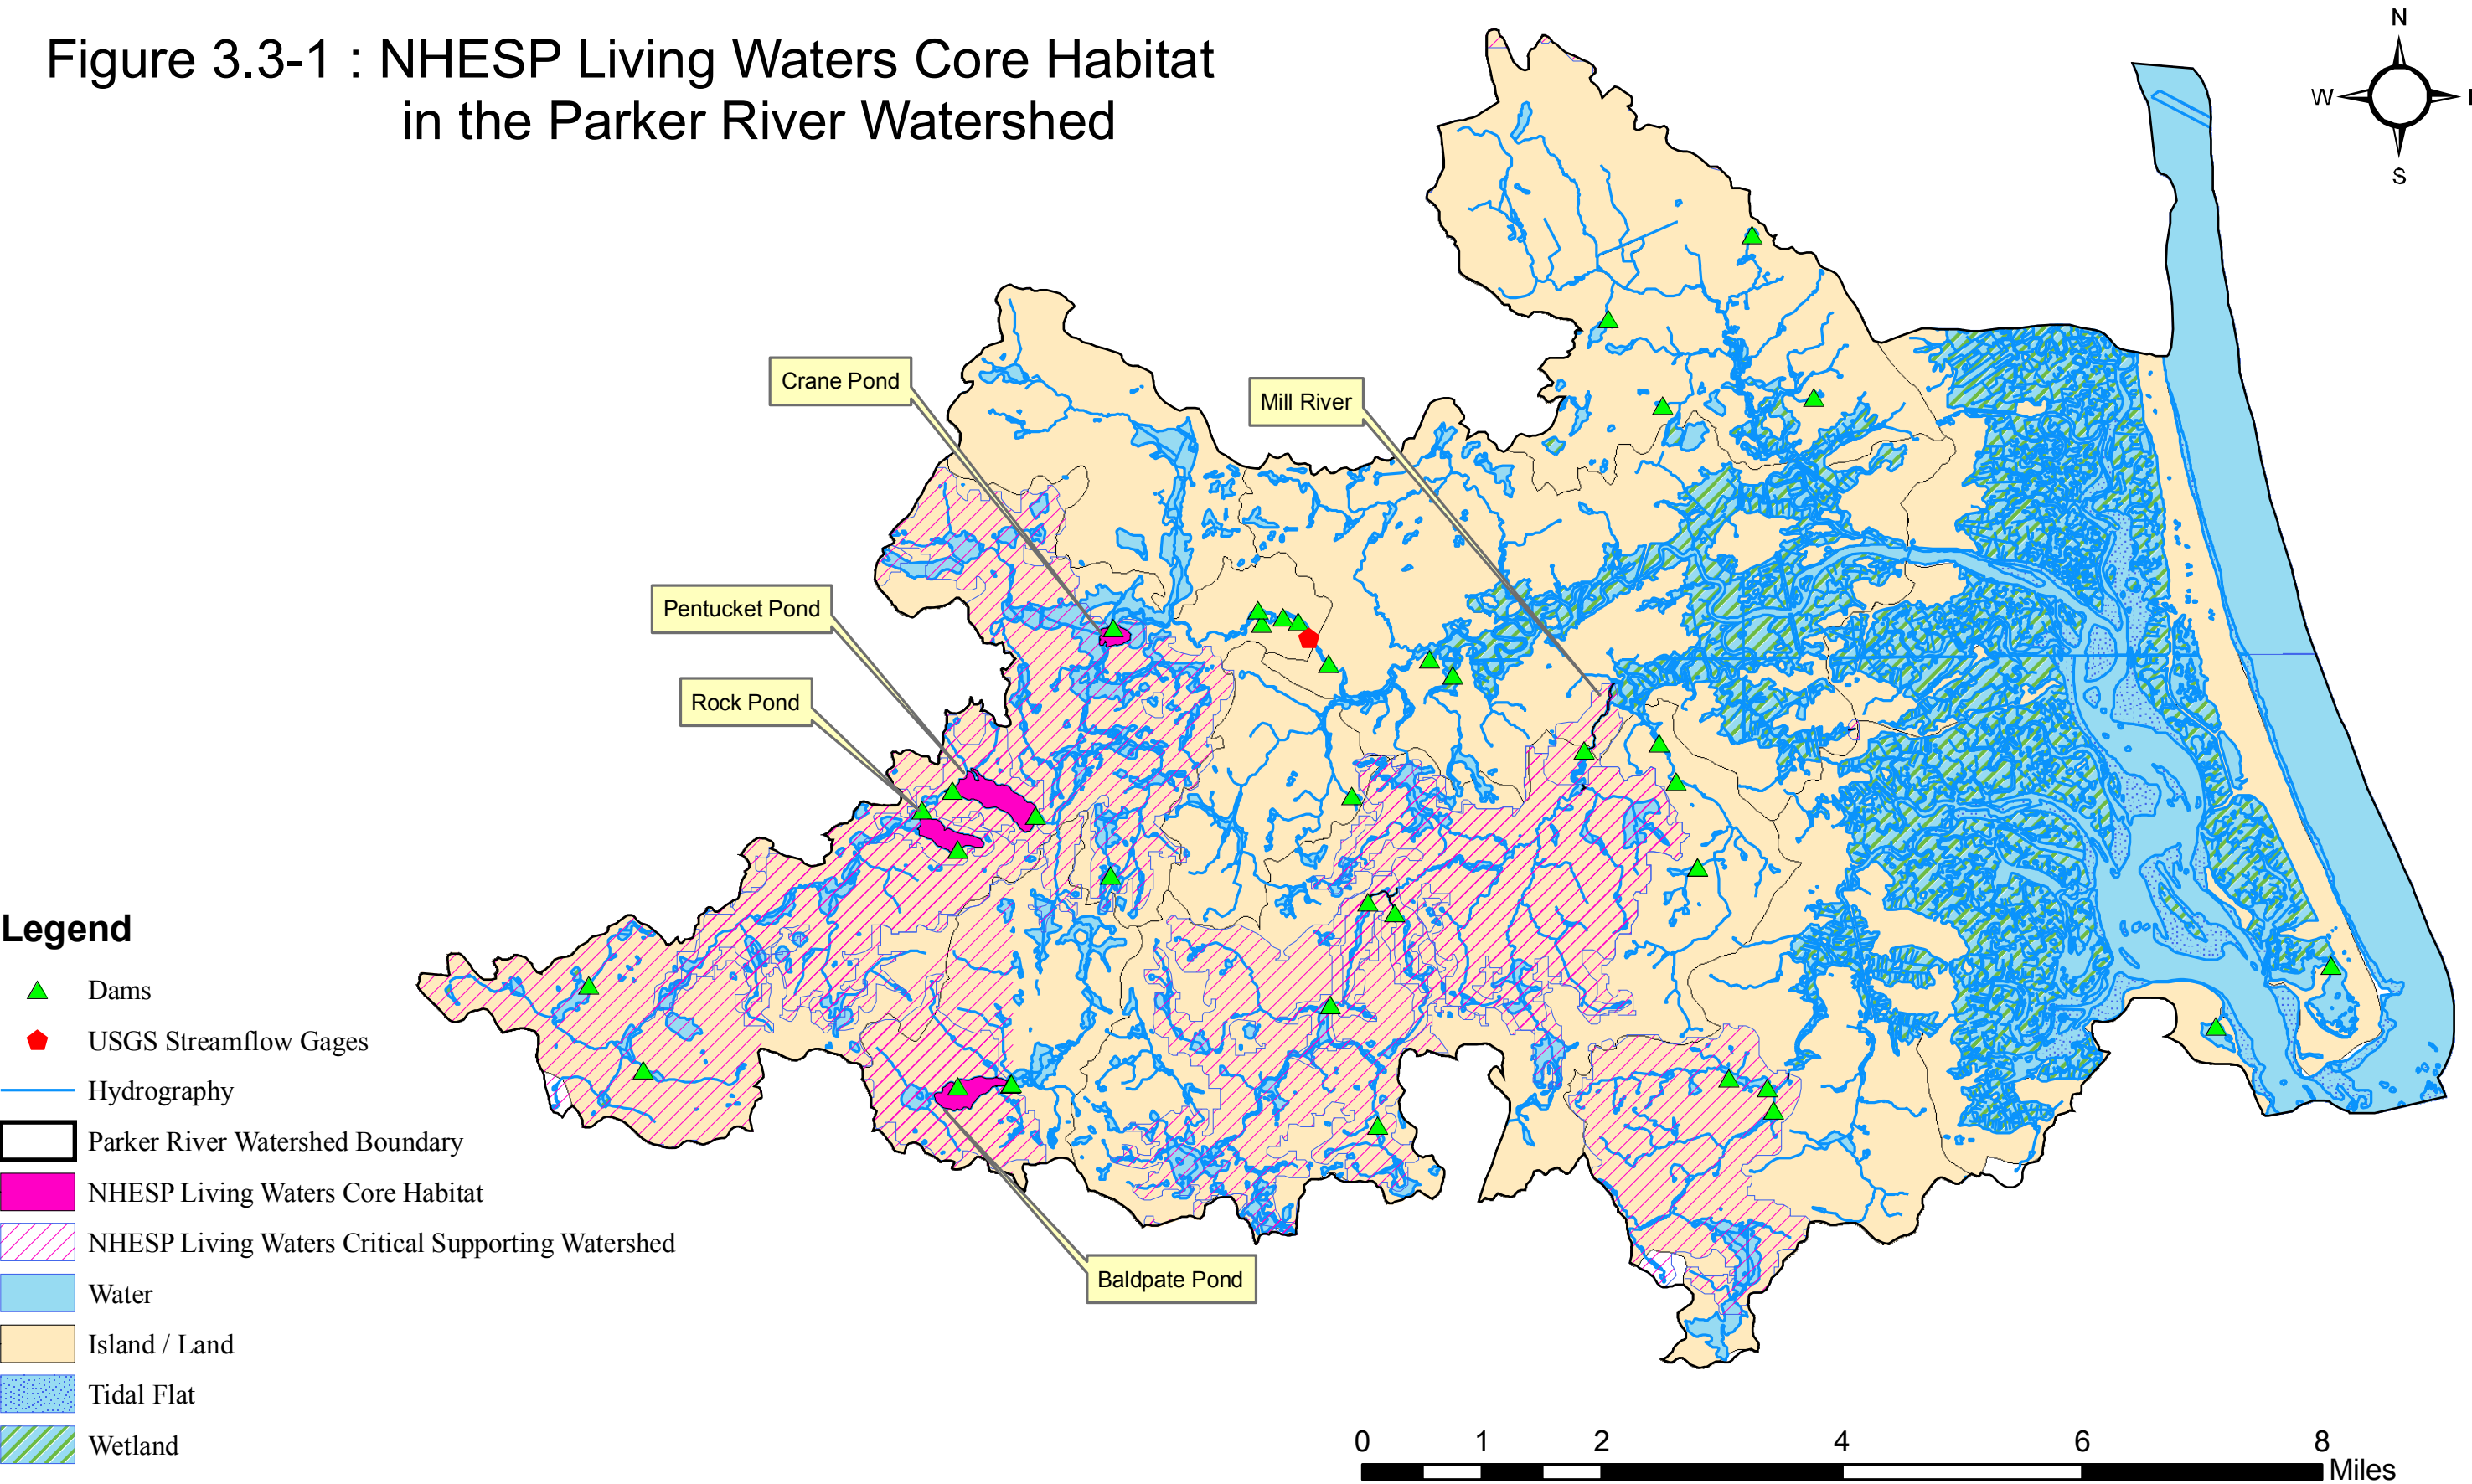 Figure 3.3-1 : NHESP Living Waters Core Habitat
in the Parker River Watershed
N
W
S
Crane Pond
Mill River
Pentucket Pond
Rock Pond
Baldpate Pond
Legend
Dams
USGS Streamflow Gages
Hydrography
Parker River Watershed Boundary
NHESP Living Waters Core Habitat
NHESP Living Waters Critical Supporting Watershed
Water
Island / Land
Tidal Flat
Wetland
0 1 2 4 6 8
Miles